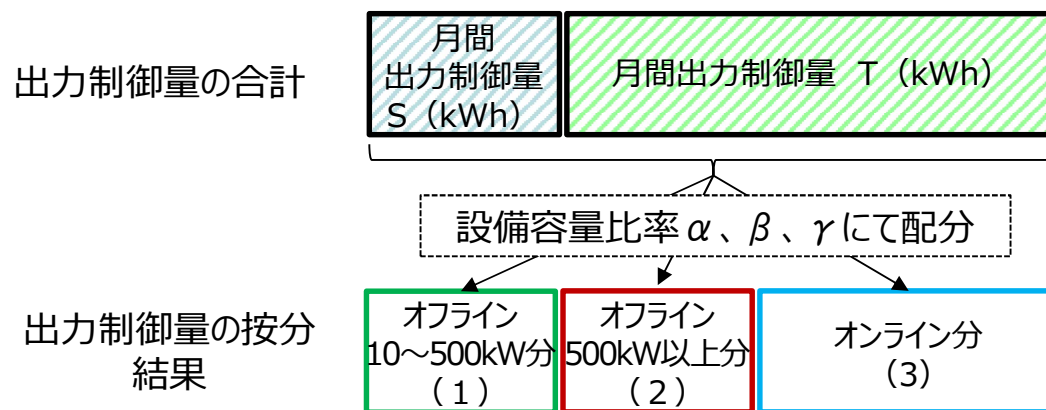 出力制御量の合計
月間
出力制御量
S（kWh）
月間出力制御量 T（kWh）
設備容量比率α、β、γにて配分
出力制御量の按分
結果
オフライン
10～500kW分
（１）
オフライン
500kW以上分
（２）
オンライン分
（3）